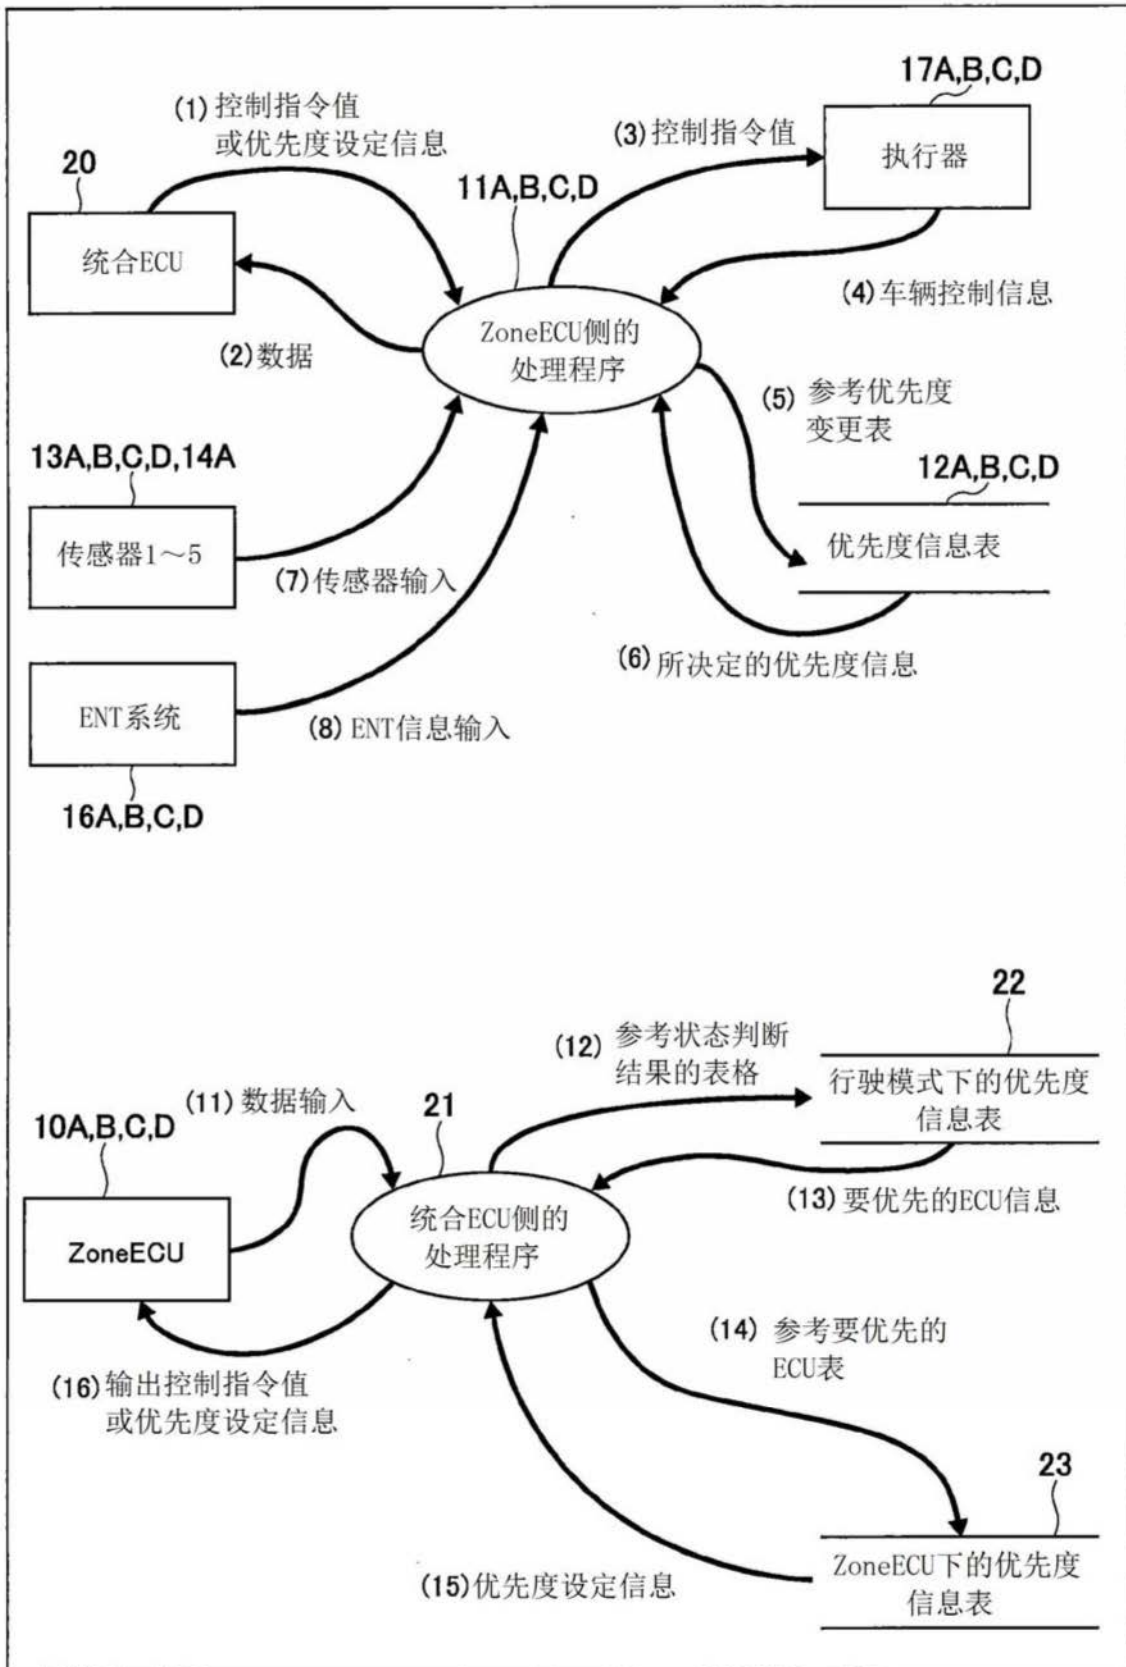 17A,B,C,D
(1) 控制指令值
或优先度设定信息
(3) 控制指令值
执行器
20
11A,B,C,D
统合ECU
(4) 车辆控制信息
ZoneECU侧的
处理程序
(2) 数据
(5) 参考优先度
变更表
13A,B,C,D,14A
12A,B,C,D
传感器1～5
优先度信息表
(7) 传感器输入
(6) 所决定的优先度信息
ENT系统
(8) ENT信息输入
16A,B,C,D
22
(12) 参考状态判断
结果的表格
行驶模式下的优先度
信息表
(11) 数据输入
21
10A,B,C,D
(13) 要优先的ECU信息
统合ECU侧的
处理程序
ZoneECU
(14) 参考要优先的
ECU表
(16) 输出控制指令值
或优先度设定信息
23
(15) 优先度设定信息
ZoneECU下的优先度
信息表